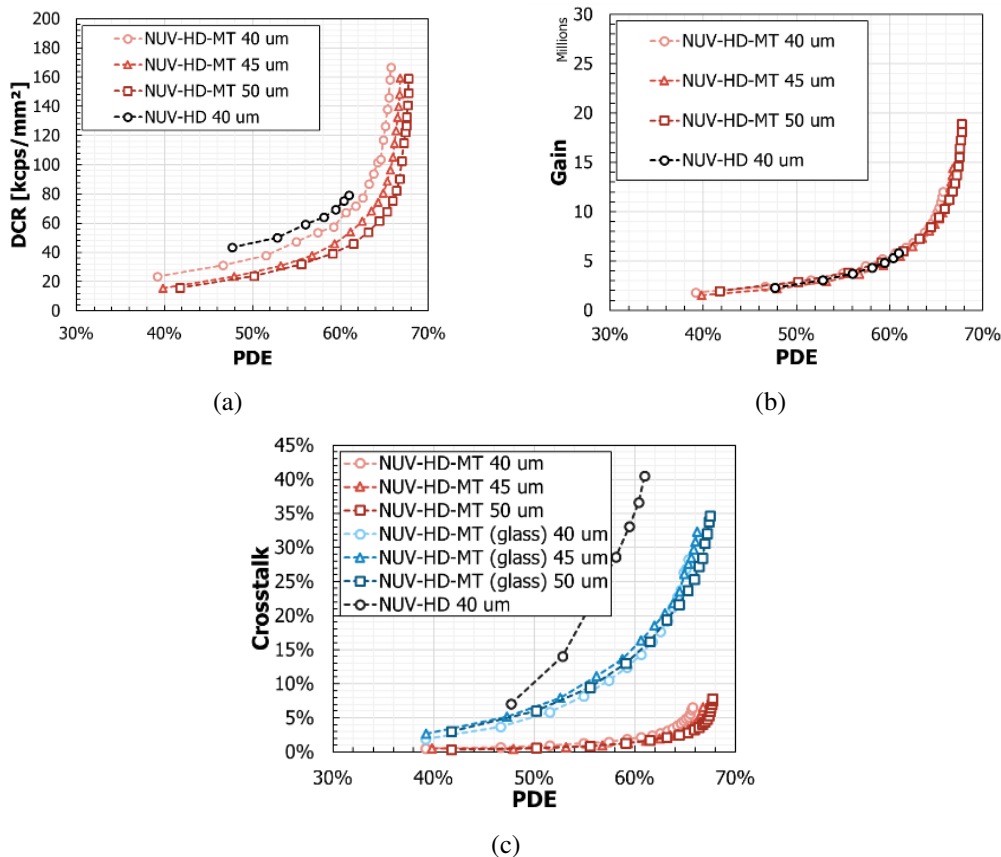 200
180
160
140
120
100
80
60
40
20
0
DCR [kcps/mm²]
NUV-HD-MT 40 um
NUV-HD-MT 45 um
NUV-HD-MT 50 um
NUV-HD 40 um
30% 40% 50% 60% 70%
PDE
(a)
30
25
20
15
10
5
0
Millions
Gain
NUV-HD-MT 40 um
NUV-HD-MT 45 um
NUV-HD-MT 50 um
NUV-HD 40 um
30% 40% 50% 60% 70%
PDE
(b)
45%
40%
35%
30%
25%
20%
15%
10%
5%
0%
Crosstalk
NUV-HD-MT 40 um
NUV-HD-MT 45 um
NUV-HD-MT 50 um
NUV-HD-MT (glass) 40 um
NUV-HD-MT (glass) 45 um
NUV-HD-MT (glass) 50 um
NUV-HD 40 um
30% 40% 50% 60% 70%
PDE
(c)